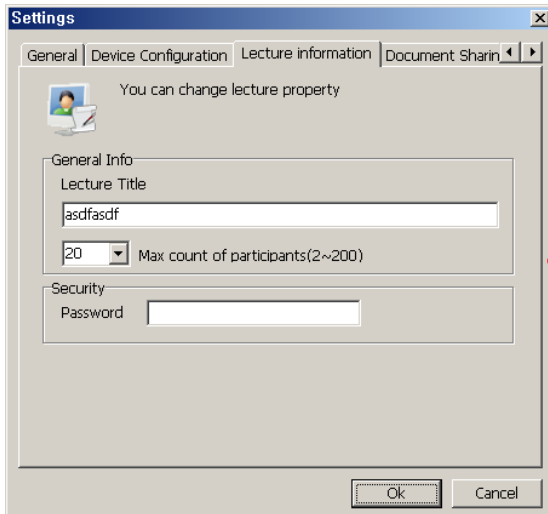 Settings
General Device Configuration Lecture information Document Sharin
You can change lecture property
General Info
Lecture Title
asdfasdf
20 Max count of participants(2~200)
Security
Password
Ok Cancel